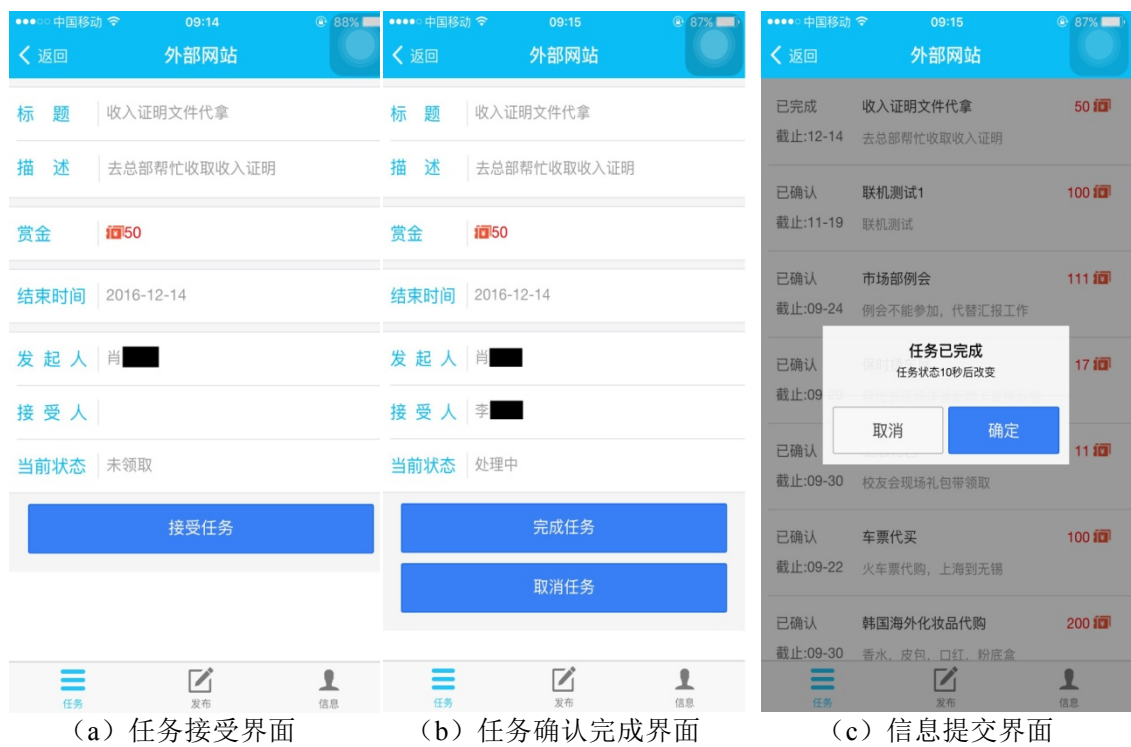 中国移动 09:14 88%
返回 外部网站
标 题 收入证明文件代拿
描 述 去总部帮忙收取收入证明
赏金 50
结束时间 2016-12-14
发 起 人 肖
接 受 人
当前状态 未领取
接受任务
任务 发布 信息
（a）任务接受界面
中国移动 09:15 87%
返回 外部网站
标 题 收入证明文件代拿
描 述 去总部帮忙收取收入证明
赏金 50
结束时间 2016-12-14
发 起 人 肖
接 受 人 李
当前状态 处理中
完成任务
取消任务
任务 发布 信息
（b）任务确认完成界面
中国移动 09:15 87%
返回 外部网站
已完成 收入证明文件代拿 50
截止:12-14 去总部帮忙收取收入证明
已确认 联机测试1 100
截止:11-19 联机测试
已确认 市场部例会 111
截止:09-24 例会不能参加，代替汇报工作
已确认 17
截止:09
任务已完成
任务状态10秒后改变
取消 确定
已确认 11
截止:09-30 校友会现场礼包带领取
已确认 车票代买 100
截止:09-22 火车票代购，上海到无锡
已确认 韩国海外化妆品代购 200
截止:09-30 香水，皮包，口红，粉底盒
任务 发布 信息
（c）信息提交界面